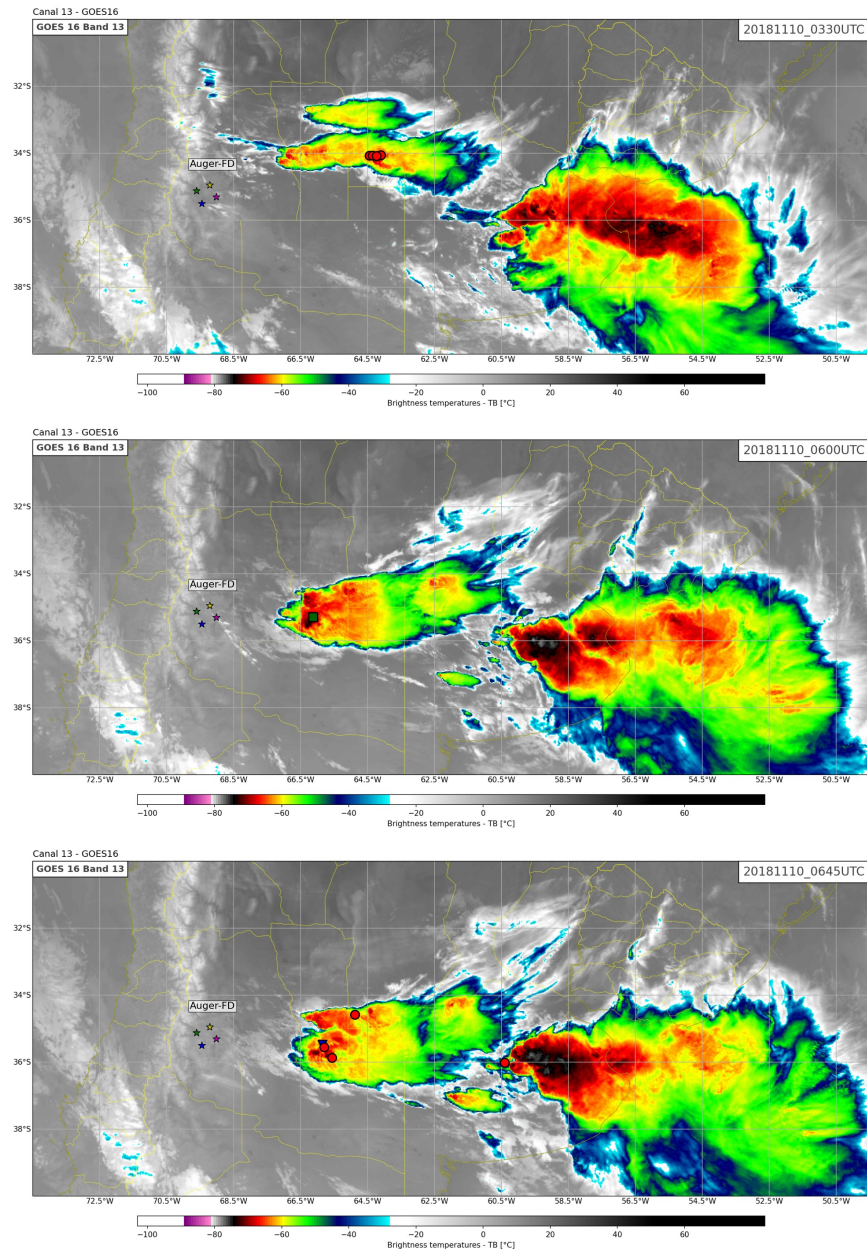 Canal 13 - GOES16
GOES 16 Band 13
20181110_0330UTC
32°S
34°S
Auger-FD
36°S
38°S
72.5°W 70.5°W 68.5°W 66.5°W 64.5°W 62.5°W 60.5°W 58.5°W 56.5°W 54.5°W 52.5°W 50.5°W
−100 −80 −60 −40 −20 0 20 40 60
Brightness temperatures - TB [°C]
Canal 13 - GOES16
GOES 16 Band 13
20181110_0600UTC
32°S
34°S
Auger-FD
36°S
38°S
72.5°W 70.5°W 68.5°W 66.5°W 64.5°W 62.5°W 60.5°W 58.5°W 56.5°W 54.5°W 52.5°W 50.5°W
−100 −80 −60 −40 −20 0 20 40 60
Brightness temperatures - TB [°C]
Canal 13 - GOES16
GOES 16 Band 13
20181110_0645UTC
32°S
34°S
Auger-FD
36°S
38°S
72.5°W 70.5°W 68.5°W 66.5°W 64.5°W 62.5°W 60.5°W 58.5°W 56.5°W 54.5°W 52.5°W 50.5°W
−100 −80 −60 −40 −20 0 20 40 60
Brightness temperatures - TB [°C]